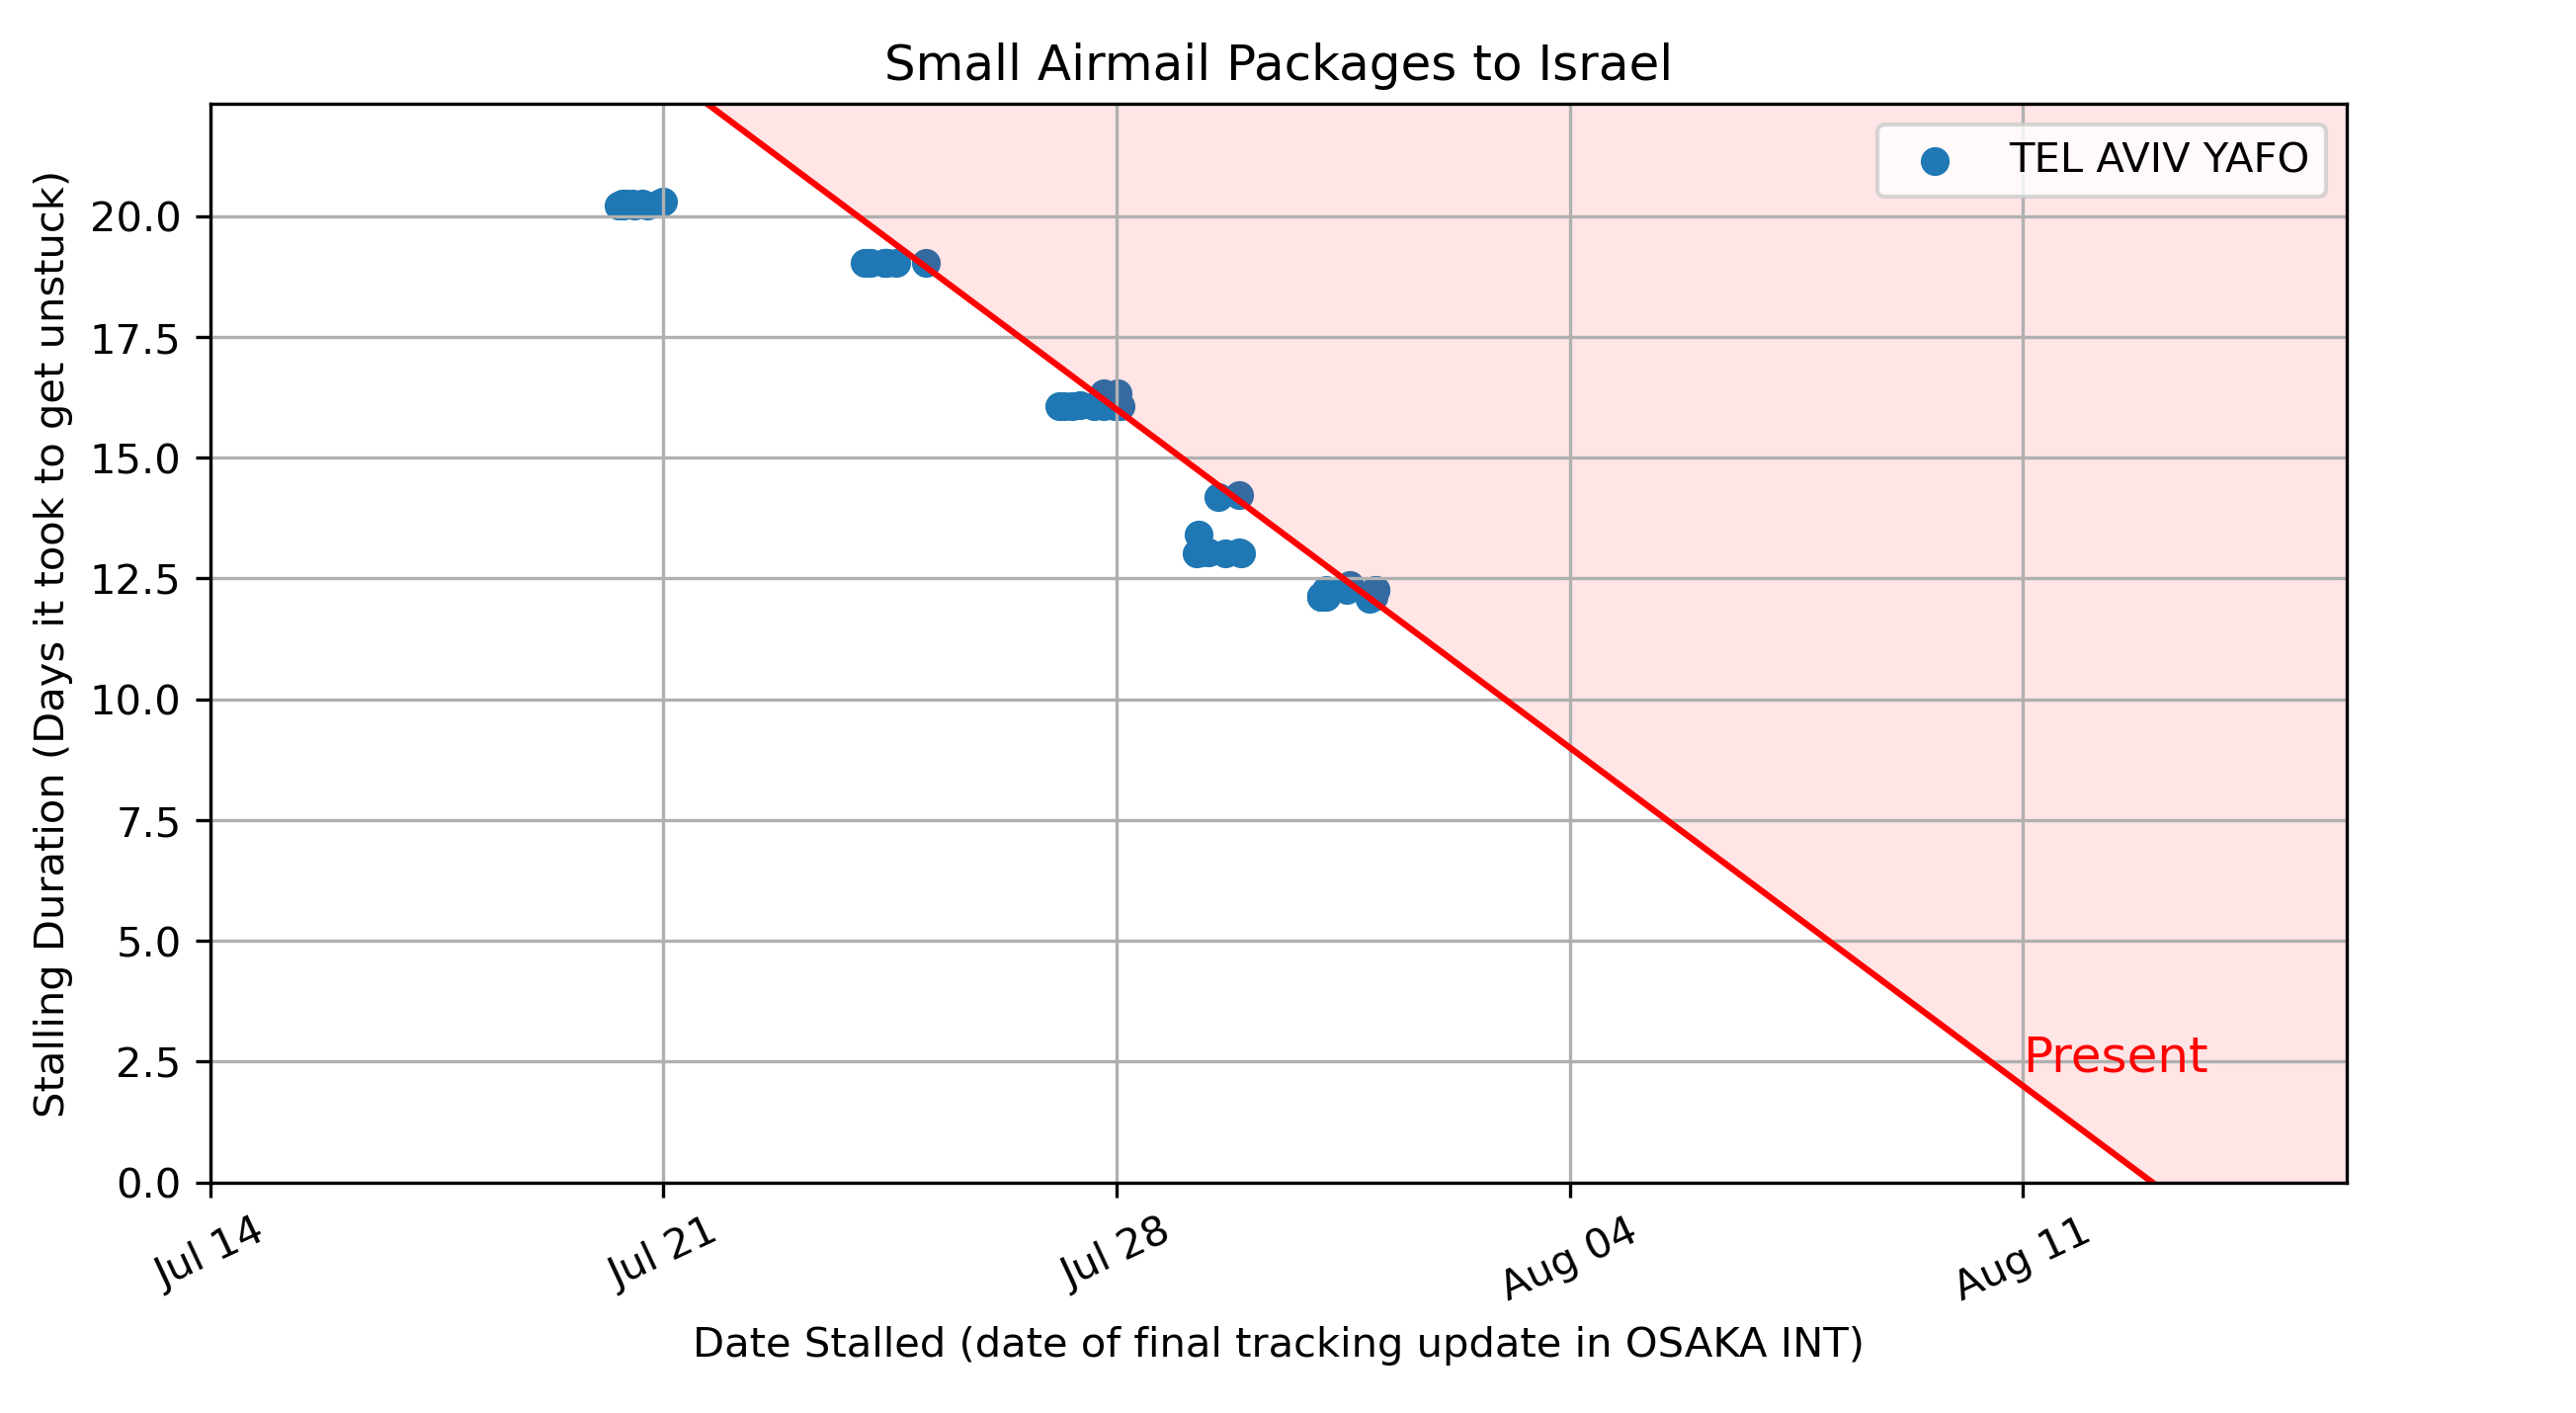 Small Airmail Packages to Israel
TEL AVIV YAFO
Stalling Duration (Days it took to get unstuck)
20.0
17.5
15.0
12.5
10.0
7.5
5.0
2.5
0.0
Present
Jul 14
Jul 21
Jul 28
Aug 04
Aug 11
Date Stalled (date of final tracking update in OSAKA INT)